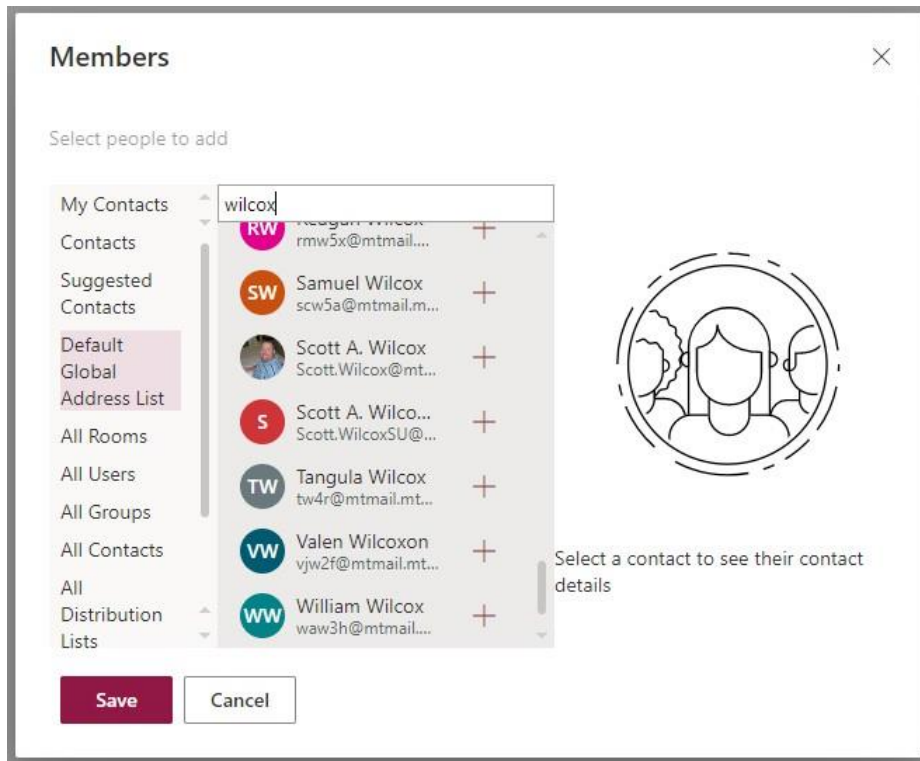 Members
Select people to add
My Contacts
Contacts
Suggested
Contacts
Default
Global
Address List
All Rooms
All Users
All Groups
All Contacts
All
Distribution
Lists
wilcox
RW
Reagan Wilcox
rmw5x@mtmail....
SW
Samuel Wilcox
scw5a@mtmail.m...
Scott A. Wilcox
Scott.Wilcox@mt...
S
Scott A. Wilco...
Scott.WilcoxSU@...
TW
Tangula Wilcox
tw4r@mtmail.mt...
VW
Valen Wilcoxon
vjw2f@mtmail.mt...
WW
William Wilcox
waw3h@mtmail....
Select a contact to see their contact
details
Save
Cancel